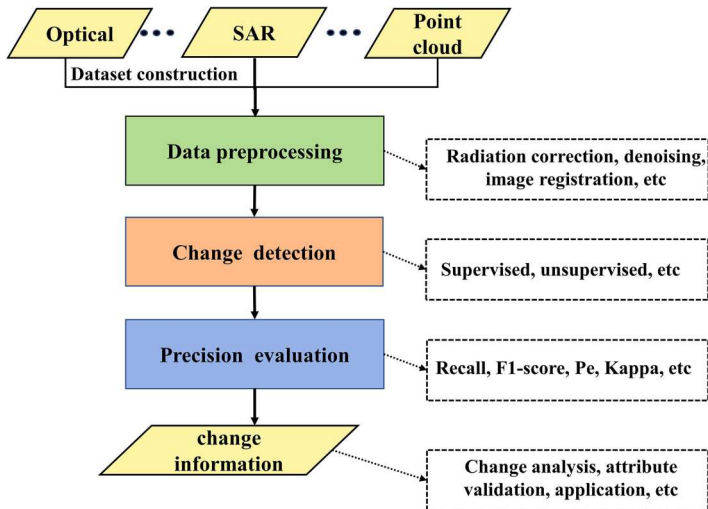 Optical
SAR
Point
cloud
Dataset construction
Data preprocessing
Radiation correction, denoising,
image registration, etc
Change detection
Supervised, unsupervised, etc
Precision evaluation
Recall, F1-score, Pe, Kappa, etc
change
information
Change analysis, attribute
validation, application, etc